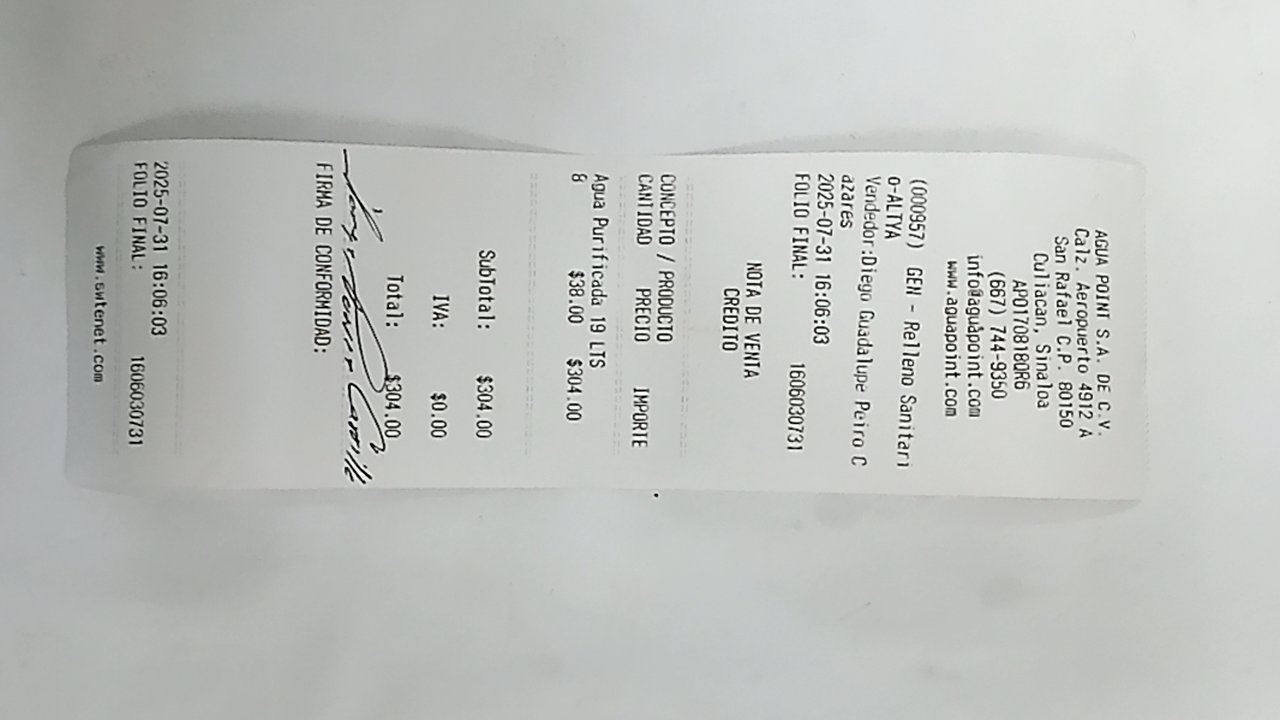 AGUA POINT S.A. DE C.V.
Calz. Aeropuerto 4912 A
San Rafael C.P. 80150
Culiacan, Sinaloa
APO170818QR6
(667) 744-9350
info@aguapoint.com
www.aguapoint.com
(000957) GEN - Relleno Sanitari
o-ALTYA
Vendedor:Diego Guadalupe Peiro C
azares
2025-07-31 16:06:03
FOLIO FINAL: 1606030731
NOTA DE VENTA
CREDITO
CONCEPTO / PRODUCTO
CANTIDAD PRECIO IMPORTE
Agua Purificada 19 LTS
8 $38.00 $304.00
SubTotal: $304.00
IVA: $0.00
Total: $304.00
FIRMA DE CONFORMIDAD:
2025-07-31 16:06:03
FOLIO FINAL: 1606030731
www.swtenet.com